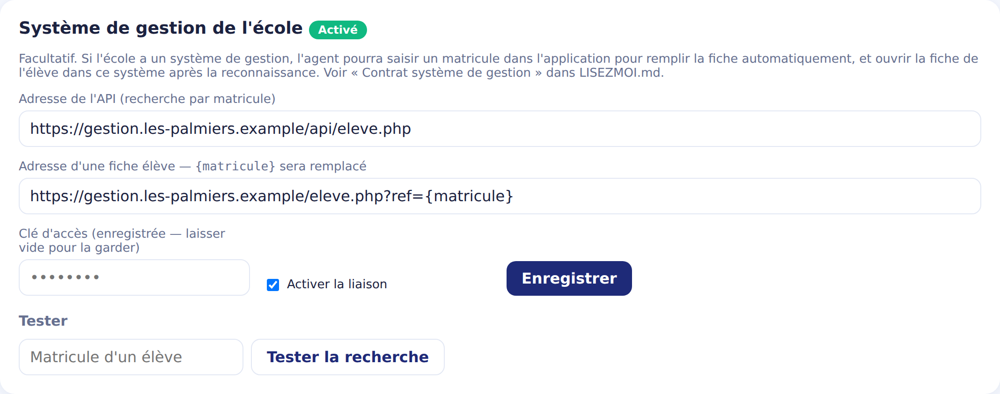 Système de gestion de l'école Activé
Facultatif. Si l'école a un système de gestion, l'agent pourra saisir un matricule dans l'application pour remplir la fiche automatiquement, et ouvrir la fiche de
l'élève dans ce système après la reconnaissance. Voir « Contrat système de gestion » dans LISEZMOI.md.
Adresse de l'API (recherche par matricule)
https://gestion.les-palmiers.example/api/eleve.php
Adresse d'une fiche élève — {matricule} sera remplacé
https://gestion.les-palmiers.example/eleve.php?ref={matricule}
Clé d'accès (enregistrée — laisser
vide pour la garder)
••••••••
Activer la liaison
Enregistrer
Tester
Matricule d'un élève
Tester la recherche